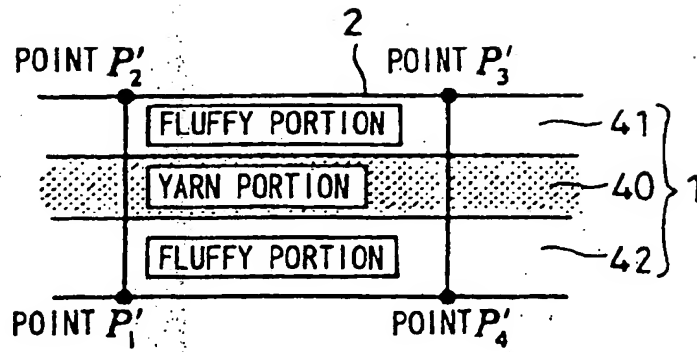 2
POINT P'2 POINT P'3
FLUFFY PORTION 41
YARN PORTION 40 1
FLUFFY PORTION 42
POINT P'1 POINT P'4